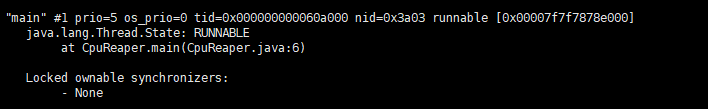 "main" #1 prio=5 os_prio=0 tid=0x000000000060a000 nid=0x3a03 runnable [0x00007f7f7878e000]
java.lang.Thread.State: RUNNABLE
at CpuReaper.main(CpuReaper.java:6)
Locked ownable synchronizers:
- None